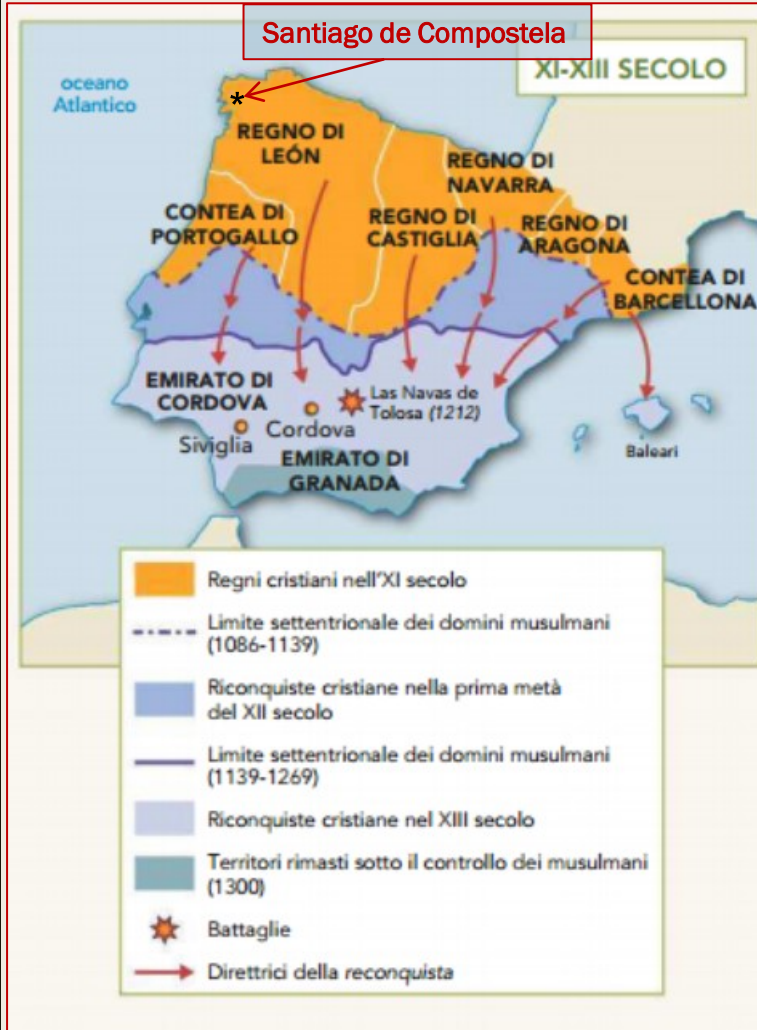 Santiago de Compostela
XI-XIII SECOLO
oceano
Atlantico
*
REGNO DI
LEÓN
REGNO DI
NAVARRA
CONTEA DI
PORTOGALLO
REGNO DI
CASTIGLIA
REGNO DI
ARAGONA
CONTEA DI
BARCELLONA
EMIRATO DI
CORDOVA
Las Navas de
Tolosa (1212)
Siviglia
Cordova
EMIRATO DI
GRANADA
Baleari
Regni cristiani nell'XI secolo
Limite settentrionale dei domini musulmani
(1086-1139)
Riconquiste cristiane nella prima metà
del XII secolo
Limite settentrionale dei domini musulmani
(1139-1269)
Riconquiste cristiane nel XIII secolo
Territori rimasti sotto il controllo dei musulmani
(1300)
Battaglie
Direttrici della reconquista